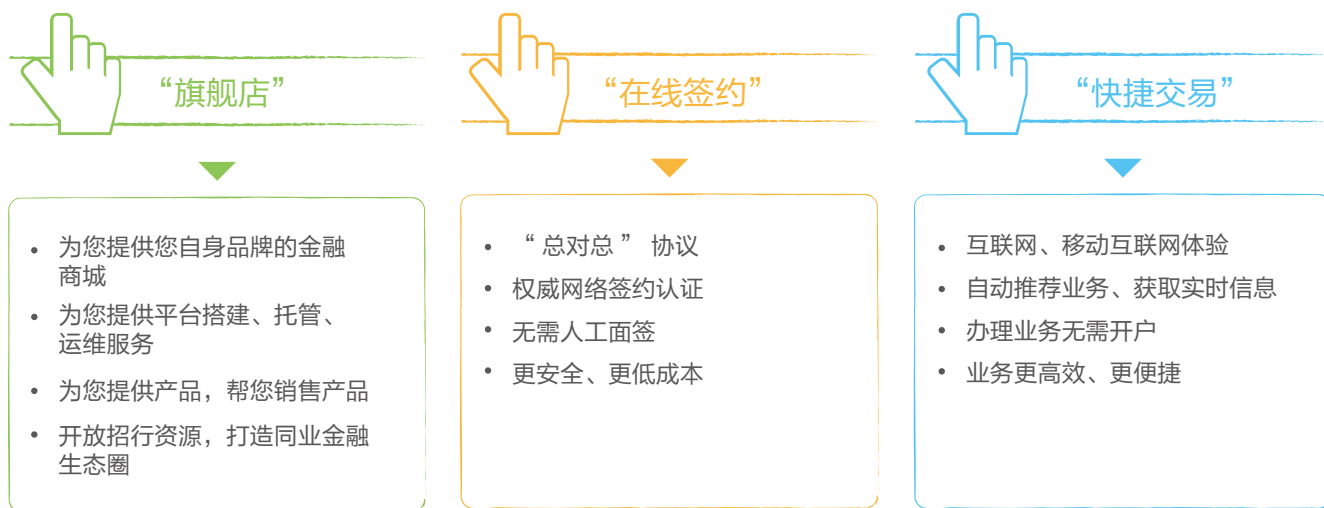 “旗舰店”
• 为您提供您自身品牌的金融
商城
• 为您提供平台搭建、托管、
运维服务
• 为您提供产品，帮您销售产品
• 开放招行资源，打造同业金融
生态圈
“在线签约”
• “ 总对总 ” 协议
• 权威网络签约认证
• 无需人工面签
• 更安全、更低成本
“快捷交易”
• 互联网、移动互联网体验
• 自动推荐业务、获取实时信息
• 办理业务无需开户
• 业务更高效、更便捷